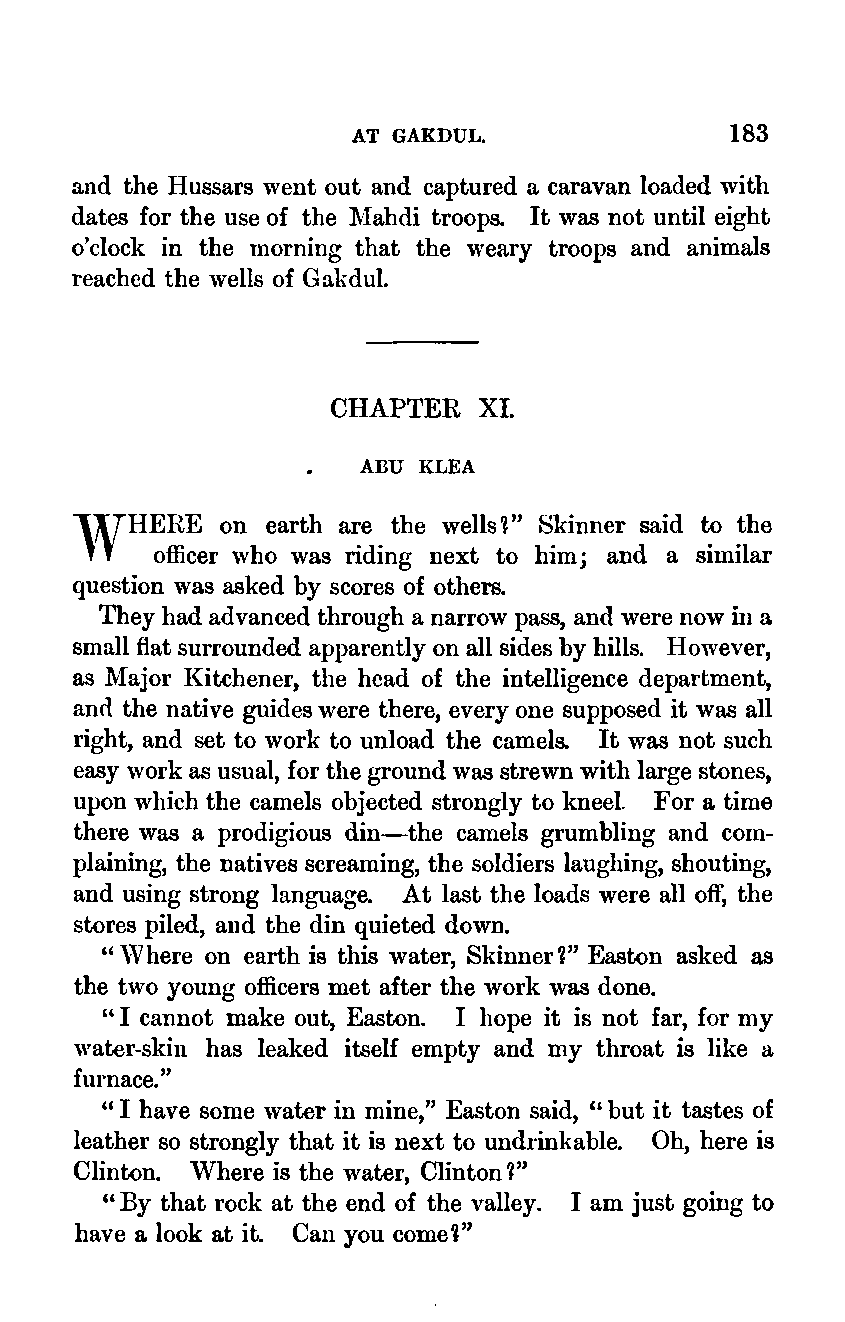 AT GAKDUL. 183
and the Hussars went out and captured a caravan loaded with
dates for the use of the Mahdi troops. It was not until eight
o'clock in the morning that the weary troops and animals
reached the wells of Gakdul.
CHAPTER XI.
ABU KLEA
WHERE on earth are the wells?" Skinner said to the
officer who was riding next to him; and a similar
question was asked by scores of others.
They had advanced through a narrow pass, and were now in a
small flat surrounded apparently on all sides by hills. However,
as Major Kitchener, the head of the intelligence department,
and the native guides were there, every one supposed it was all
right, and set to work to unload the camels. It was not such
easy work as usual, for the ground was strewn with large stones,
upon which the camels objected strongly to kneel. For a time
there was a prodigious din—the camels grumbling and com-
plaining, the natives screaming, the soldiers laughing, shouting,
and using strong language. At last the loads were all off, the
stores piled, and the din quieted down.
"Where on earth is this water, Skinner?" Easton asked as
the two young officers met after the work was done.
"I cannot make out, Easton. I hope it is not far, for my
water-skin has leaked itself empty and my throat is like a
furnace."
"I have some water in mine," Easton said, "but it tastes of
leather so strongly that it is next to undrinkable. Oh, here is
Clinton. Where is the water, Clinton?"
"By that rock at the end of the valley. I am just going to
have a look at it. Can you come?"